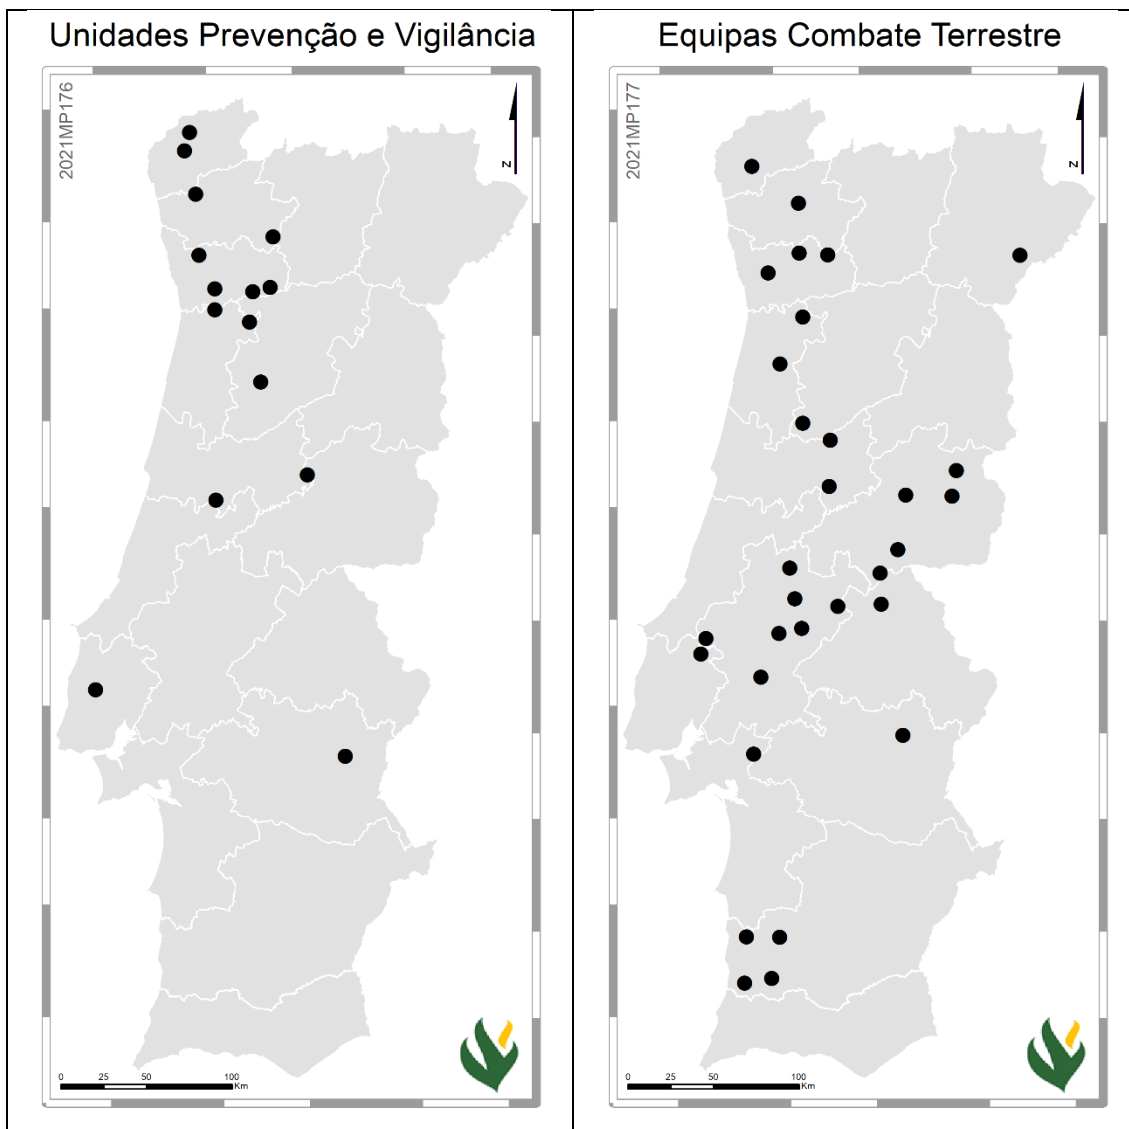 Unidades Prevenção e Vigilância
2021MP176
N
0 25 50 100
Km
Equipas Combate Terrestre
2021MP177
N
0 25 50 100
Km